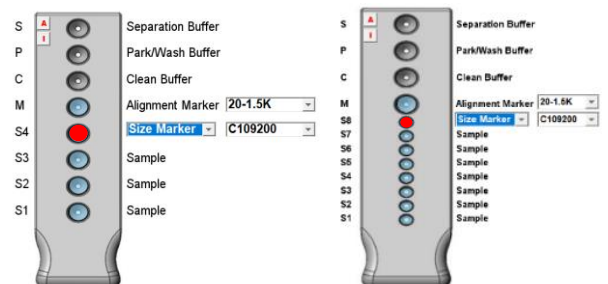 S A I Separation Buffer
P Park/Wash Buffer
C Clean Buffer
M Alignment Marker 20-1.5K
S4 Size Marker C109200
S3 Sample
S2 Sample
S1 Sample
S A I Separation Buffer
P Park/Wash Buffer
C Clean Buffer
M Alignment Marker 20-1.5K
S8 Size Marker C109200
S7 Sample
S6 Sample
S5 Sample
S4 Sample
S3 Sample
S2 Sample
S1 Sample